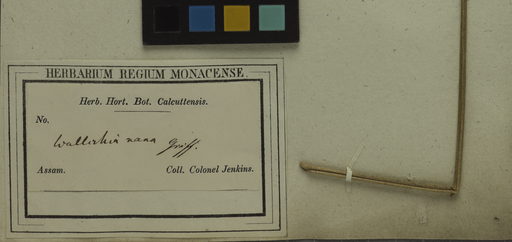 HERBARIUM REGIUM MONACENSE.
Herb. Hort. Bot. Calcuttensis.
No.
Wallichia nana Griff.
Assam. Coll. Colonel Jenkins.